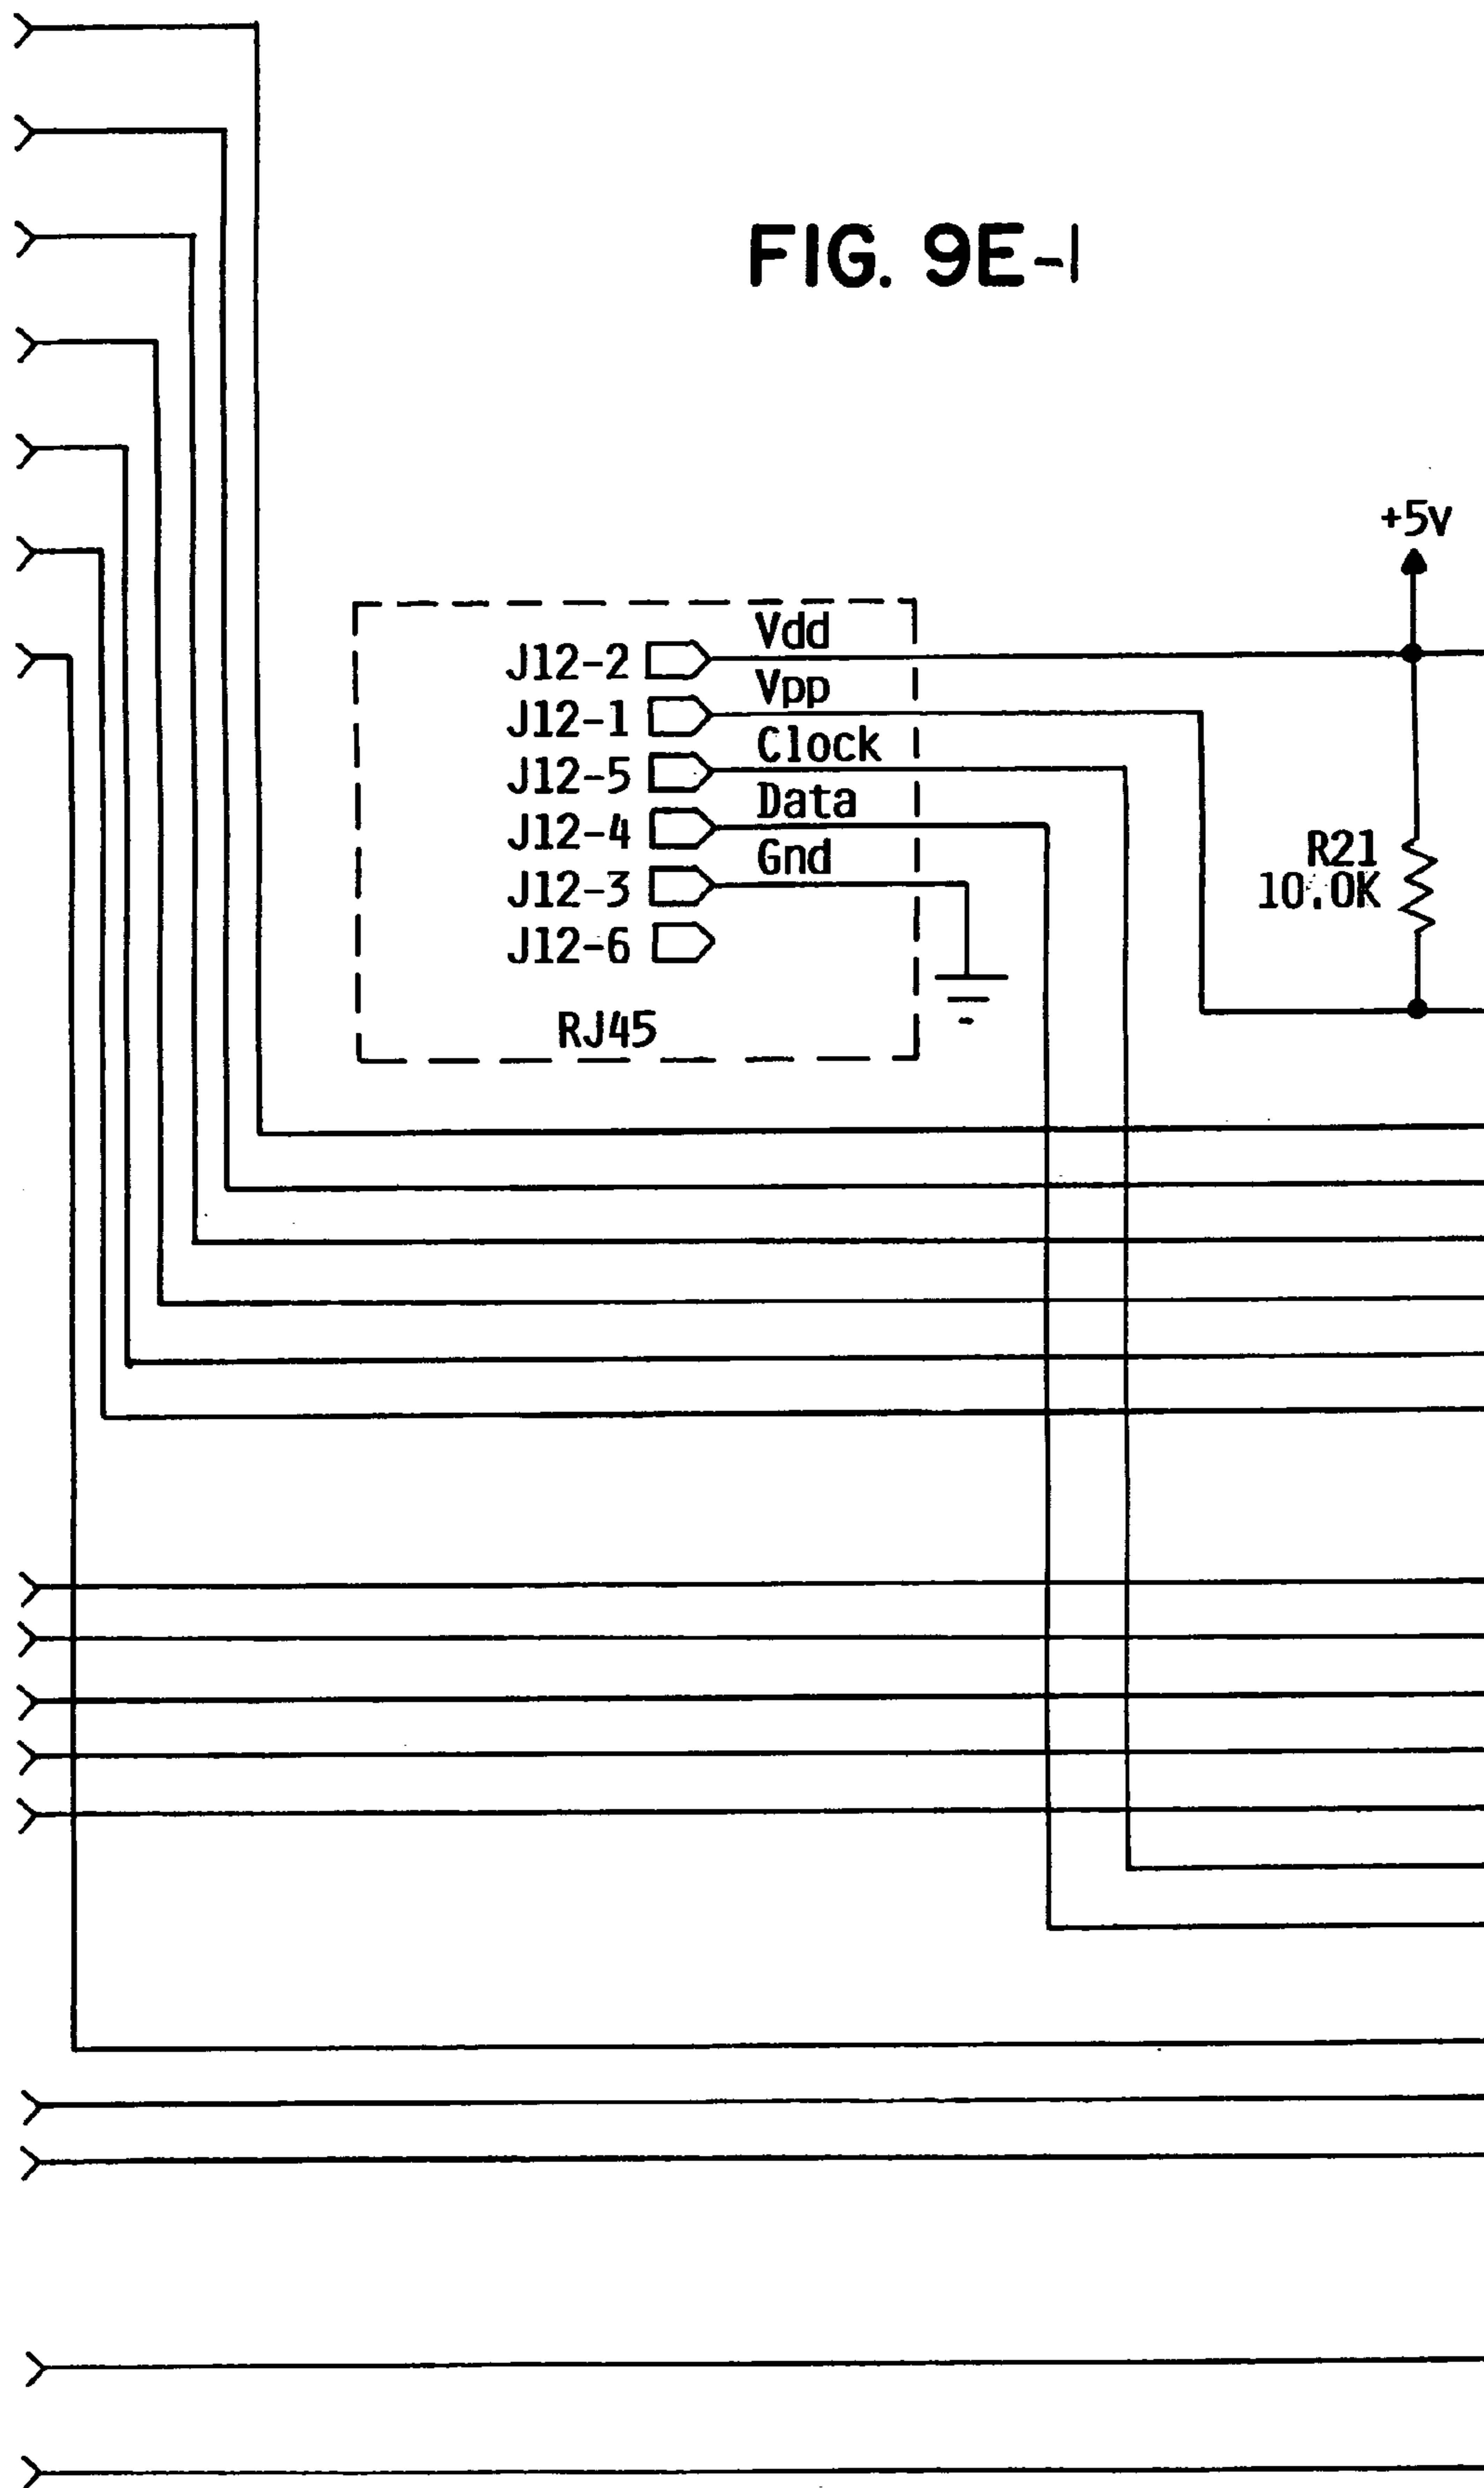 FIG. 9E-1
+5v
Vdd
J12-2
Vpp
J12-1
Clock
J12-5
Data
J12-4
Gnd
J12-3
J12-6
RJ45
R21
10.0K